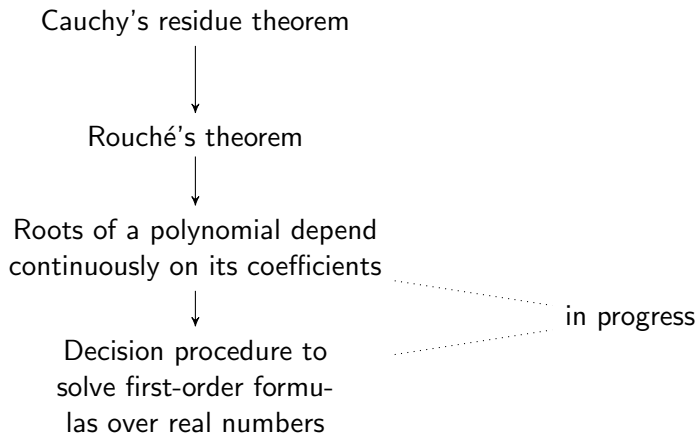 Cauchy's residue theorem
Rouché's theorem
Roots of a polynomial depend
continuously on its coefficients
in progress
Decision procedure to
solve first-order formu-
las over real numbers